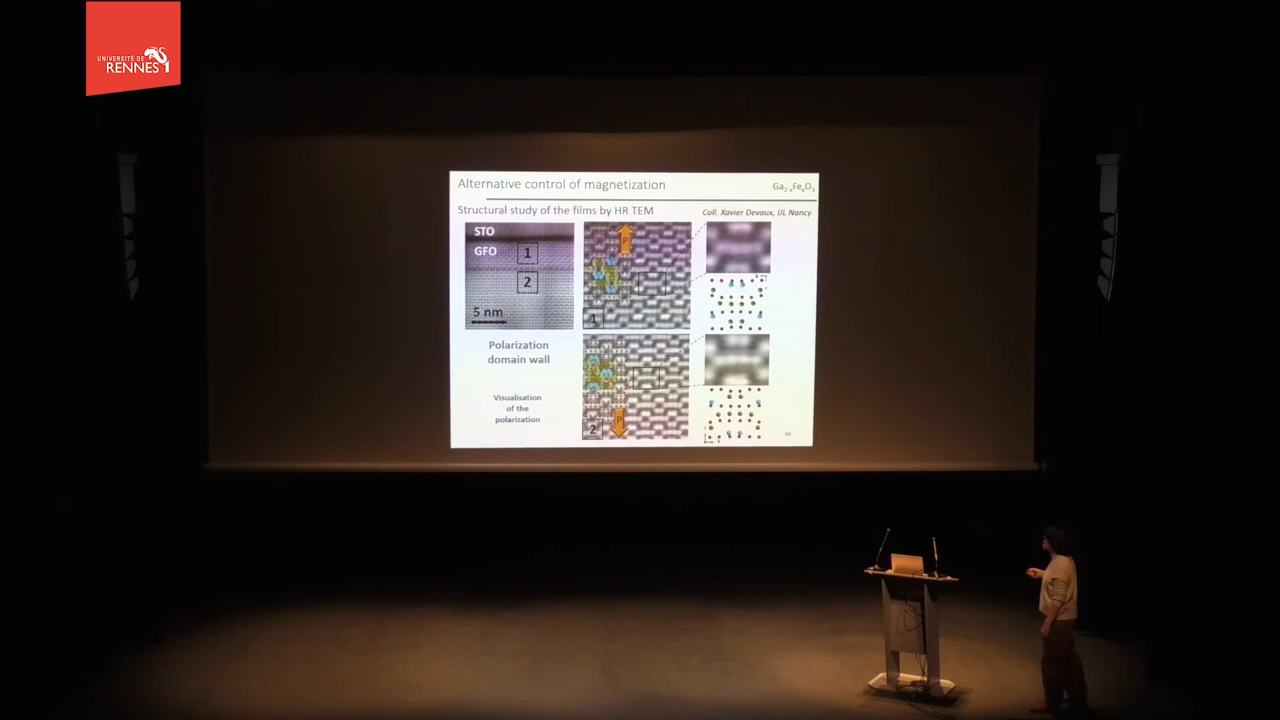 UNIVERSITÉ DE
RENNES 1
Alternative control of magnetization
Ga2-xFexO3
Structural study of the films by HR TEM
Coll. Xavier Devaux, IJL Nancy
STO
GFO
1
2
5 nm
P
1
Polarization
domain wall
Visualisation
of the
polarization
P
2